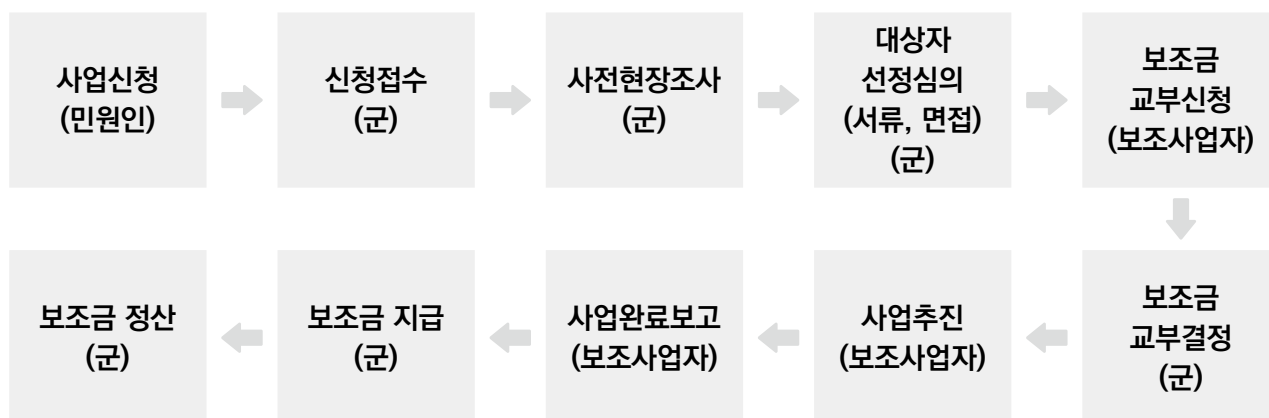 사업신청
(민원인)
신청접수
(군)
사전현장조사
(군)
대상자
선정심의
(서류, 면접)
(군)
보조금
교부신청
(보조사업자)
보조금
교부결정
(군)
사업추진
(보조사업자)
사업완료보고
(보조사업자)
보조금 지급
(군)
보조금 정산
(군)